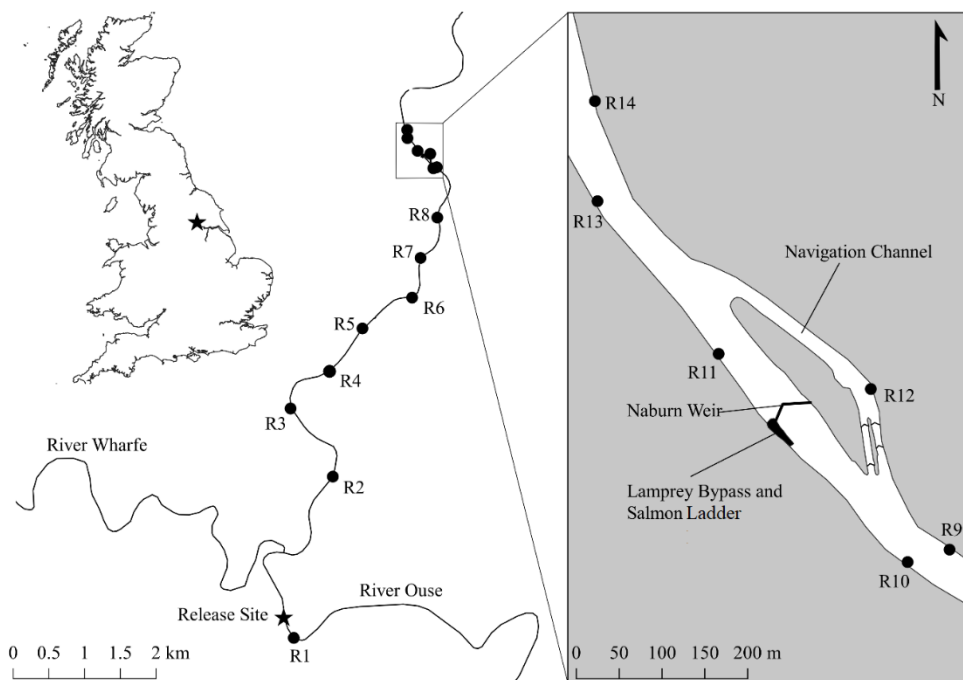 R14
N
R13
Navigation Channel
R8
R7
R6
R5
R11
R12
R4
Naburn Weir
R3
River Wharfe
R2
Lamprey Bypass and
Salmon Ladder
R9
R10
River Ouse
Release Site
R1
0 0.5 1 1.5 2 km
0 50 100 150 200 m